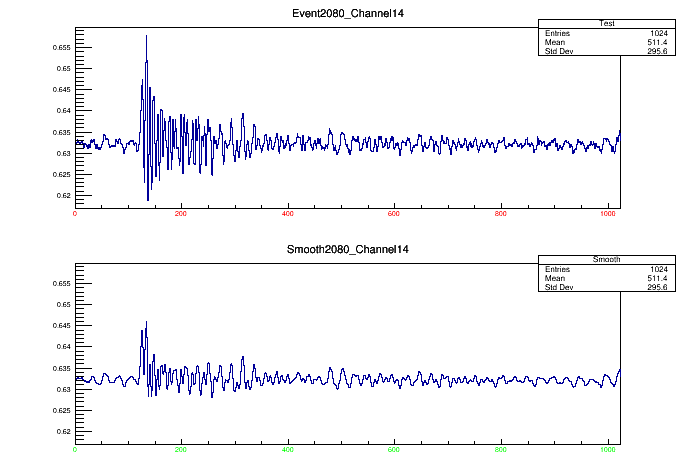 Event2080_Channel14
Test
Entries 1024
Mean 511.4
Std Dev 295.6
0.655
0.65
0.645
0.64
0.635
0.63
0.625
0.62
0 200 400 600 800 1000
Smooth2080_Channel14
Smooth
Entries 1024
Mean 511.4
Std Dev 295.6
0.655
0.65
0.645
0.64
0.635
0.63
0.625
0.62
0 200 400 600 800 1000